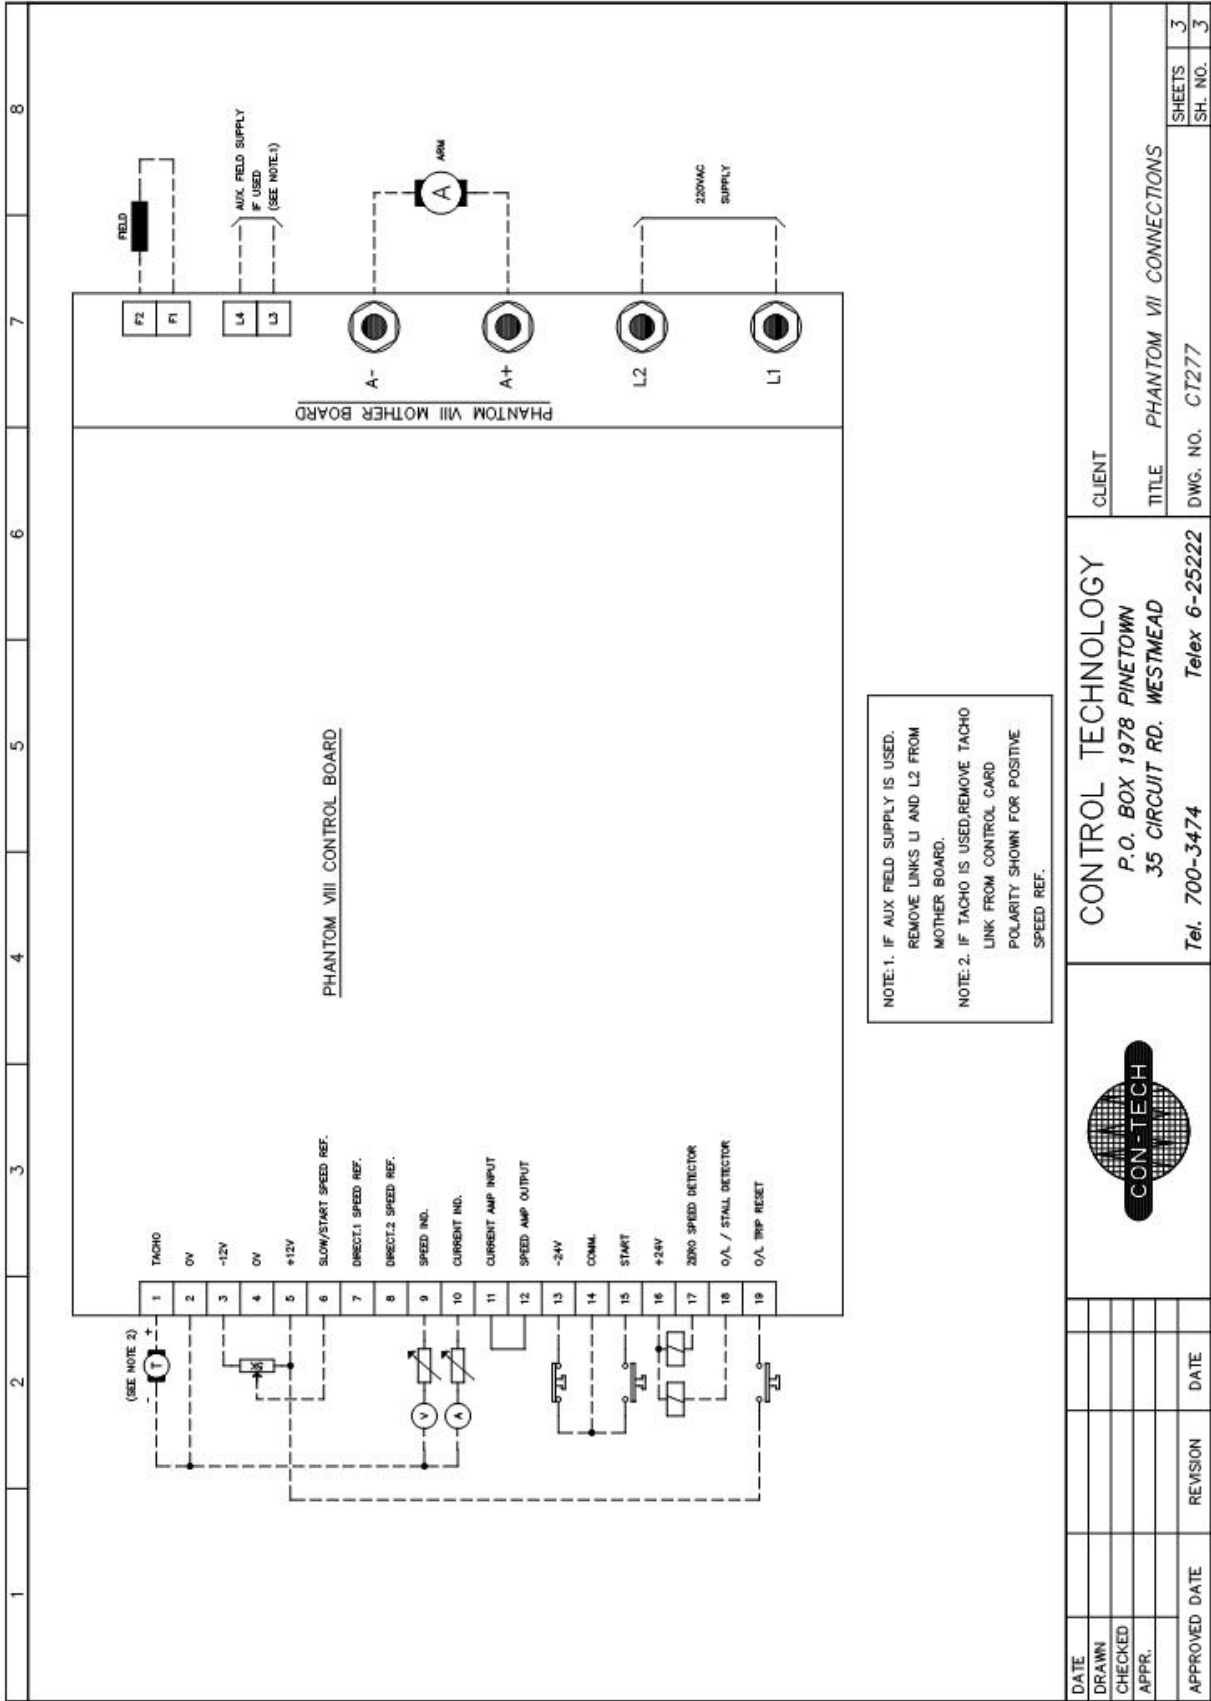 1 2 3 4 5 6 7 8
(SEE NOTE 2)
- T +
1 TACHO
2 0V
3 -12V
4 0V
5 +12V
6 SLOW/START SPEED REF.
7 DIRECT.1 SPEED REF.
8 DIRECT.2 SPEED REF.
V 9 SPEED IND.
A 10 CURRENT IND.
11 CURRENT AMP INPUT
12 SPEED AMP OUTPUT
13 -24V
14 COMM.
15 START
16 +24V
17 ZERO SPEED DETECTOR
18 O/L / STALL DETECTOR
19 O/L TRIP RESET
PHANTOM VIII CONTROL BOARD
PHANTOM VIII MOTHER BOARD
F2
F1
FIELD
L4
L3
AUX. FIELD SUPPLY
IF USED
(SEE NOTE.1)
A-
A+
A
ARM
L2
L1
220VAC
SUPPLY
NOTE:1. IF AUX FIELD SUPPLY IS USED.
REMOVE LINKS LI AND L2 FROM
MOTHER BOARD.
NOTE:2. IF TACHO IS USED,REMOVE TACHO
LINK FROM CONTROL CARD
POLARITY SHOWN FOR POSITIVE
SPEED REF.
DATE
DRAWN
CHECKED
APPR.
APPROVED DATE REVISION DATE
CON-TECH
CONTROL TECHNOLOGY
P.O. BOX 1978 PINETOWN
35 CIRCUIT RD. WESTMEAD
Tel. 700-3474 Telex 6-25222
CLIENT
TITLE PHANTOM VII CONNECTIONS
DWG. NO. CT277
SHEETS 3
SH. NO. 3